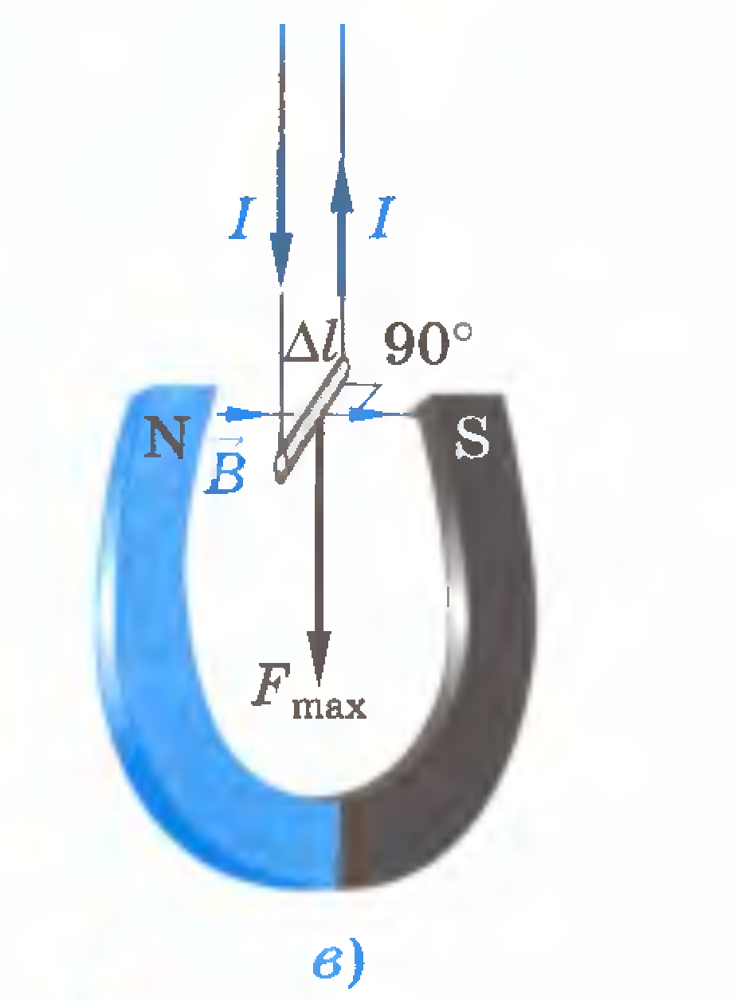 I I
Δl 90°
N S
B⃗
F max
в)